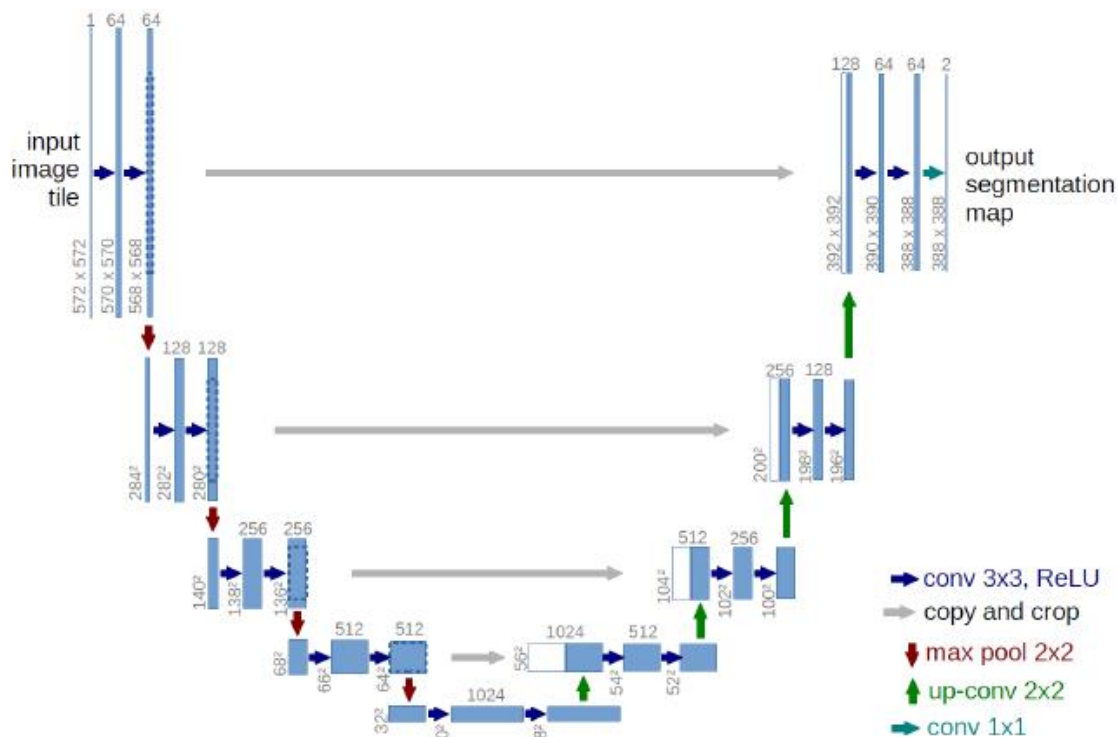 1 64 64
128 64 64 2
input
image
tile
output
segmentation
map
572 x 572
570 x 570
568 x 568
392 x 392
390 x 390
388 x 388
388 x 388
128 128
256 128
284²
282²
280²
200²
198²
196²
256 256
512 256
140²
138²
136²
104²
102²
100²
conv 3x3, ReLU
copy and crop
max pool 2x2
up-conv 2x2
conv 1x1
512 512
1024 512
68²
66²
64²
56²
54²
52²
1024
32²